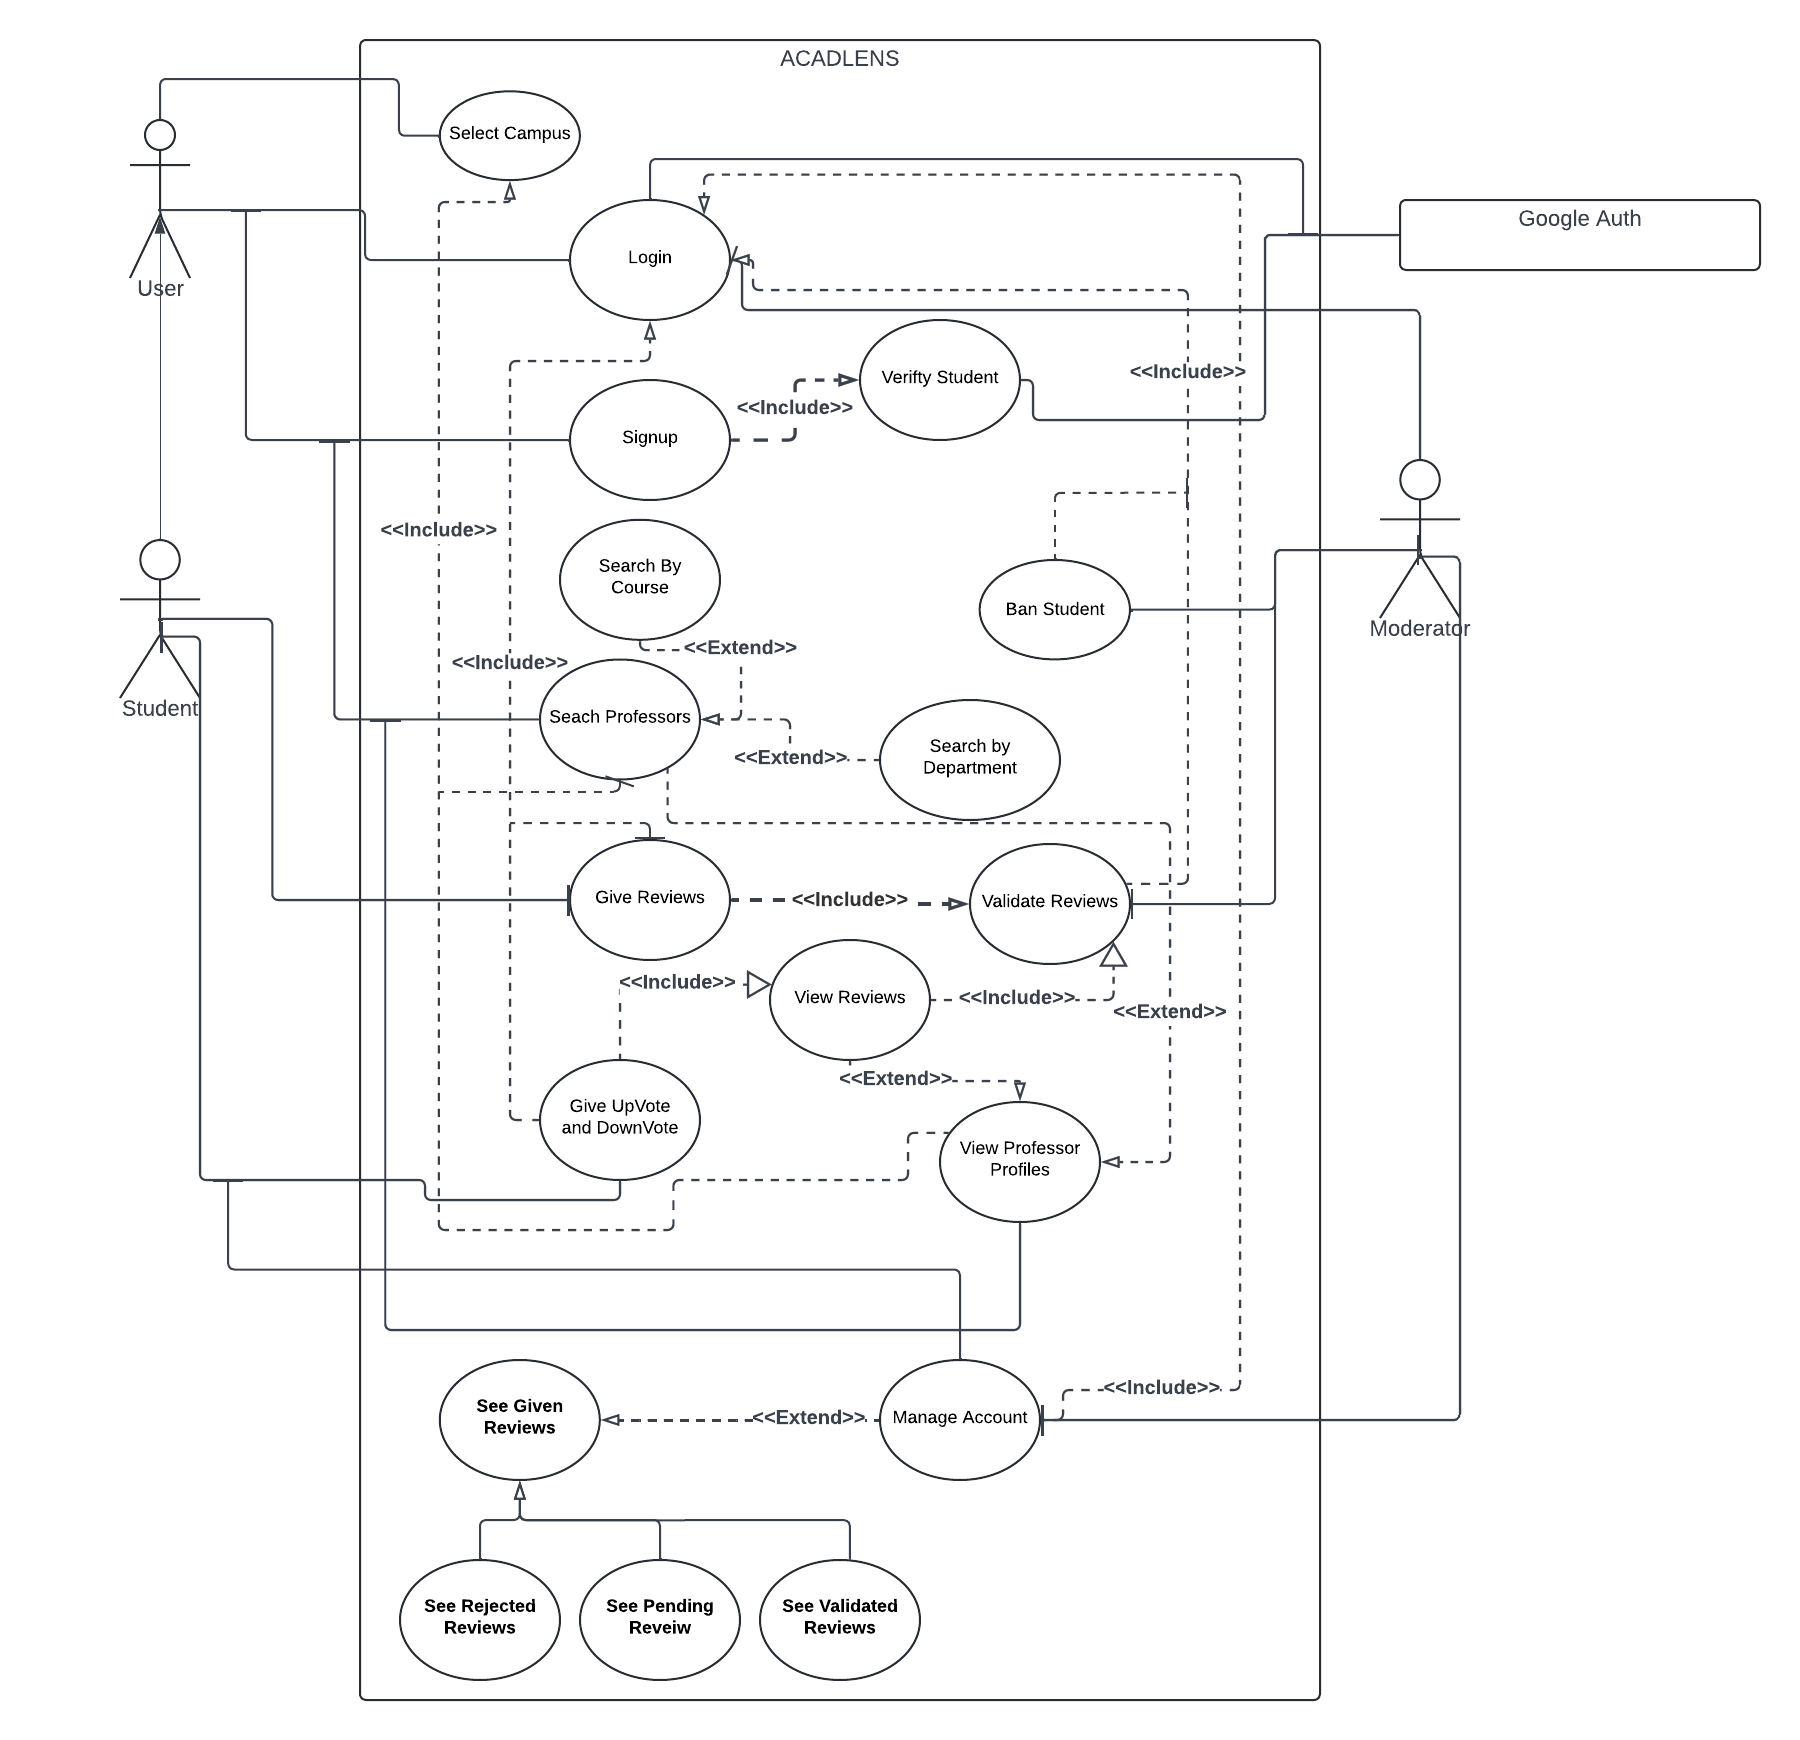 ACADLENS
Select Campus
Google Auth
Login
User
<<Include>>
Verifty Student
<<Include>>
Signup
<<Include>>
Search By
Course
Ban Student
Moderator
<<Extend>>
<<Include>>
Student
Seach Professors
Search by
Department
<<Extend>>
Give Reviews
<<Include>>
Validate Reviews
<<Include>>
View Reviews
<<Include>>
<<Extend>>
<<Extend>>
Give UpVote
and DownVote
View Professor
Profiles
<<Include>>
See Given
Reviews
<<Extend>>
Manage Account
See Rejected
Reviews
See Pending
Reveiw
See Validated
Reviews